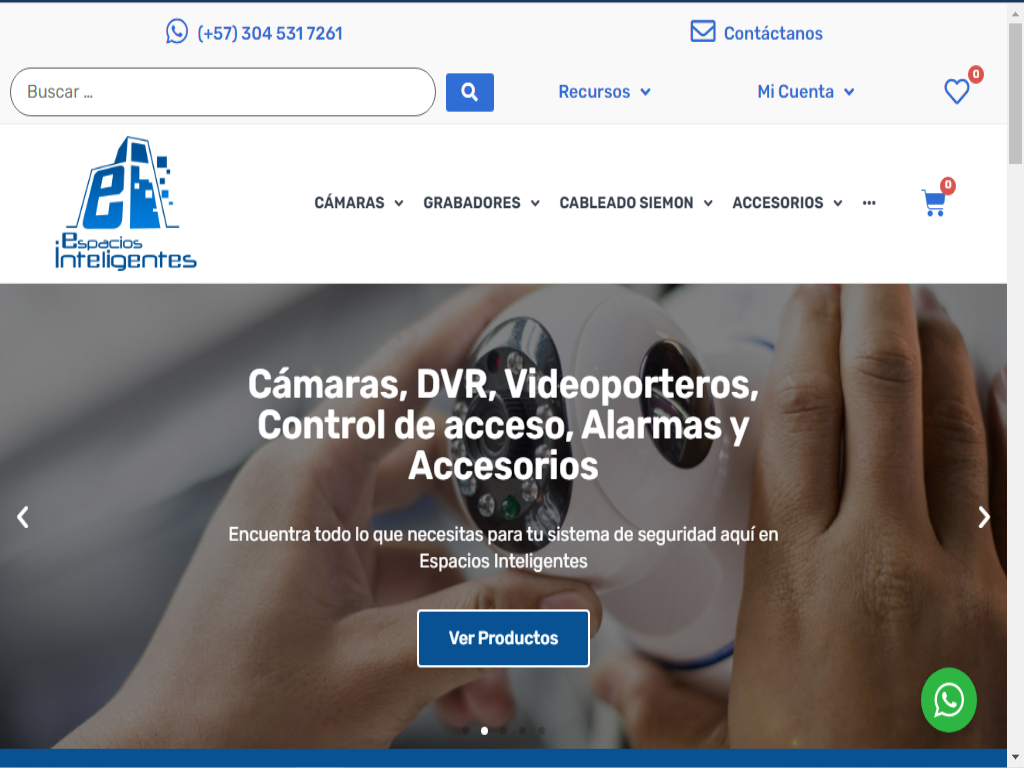 (+57) 304 531 7261
Contáctanos
Buscar ...
Recursos
Mi Cuenta
0
Espacios
Inteligentes
CÁMARAS
GRABADORES
CABLEADO SIEMON
ACCESORIOS
...
0
Cámaras, DVR, Videoporteros,
Control de acceso, Alarmas y
Accesorios
Encuentra todo lo que necesitas para tu sistema de seguridad aquí en
Espacios Inteligentes
Ver Productos